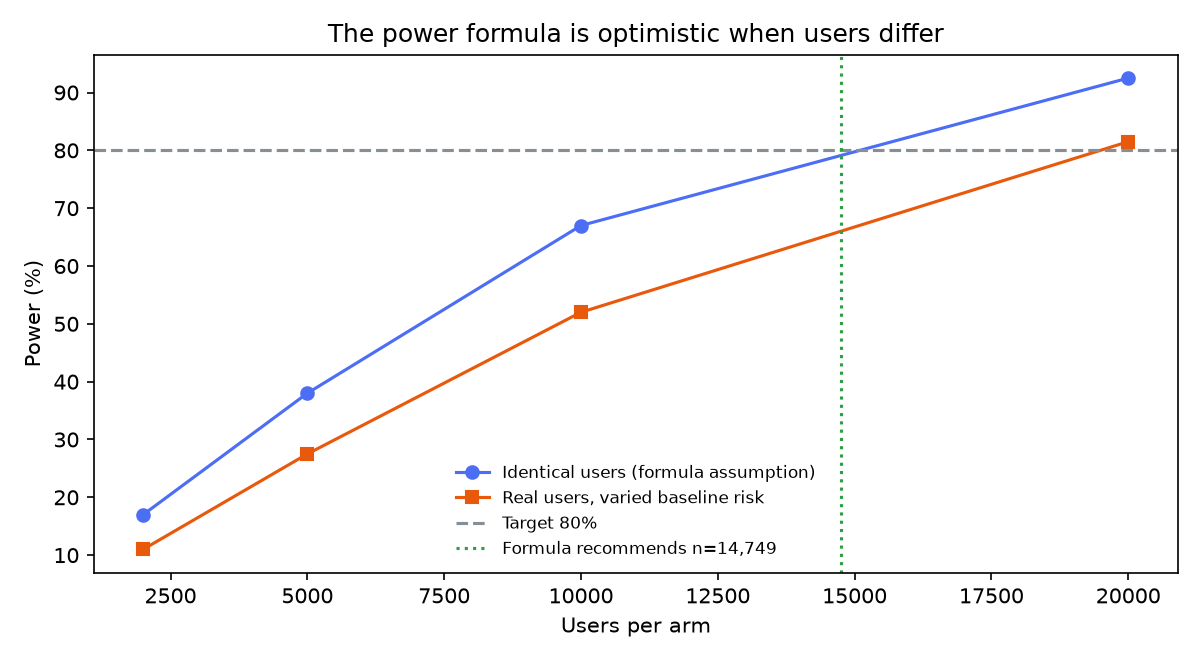 The power formula is optimistic when users differ
Power (%)
90
80
70
60
50
40
30
20
10
Identical users (formula assumption)
Real users, varied baseline risk
Target 80%
Formula recommends n=14,749
2500 5000 7500 10000 12500 15000 17500 20000
Users per arm